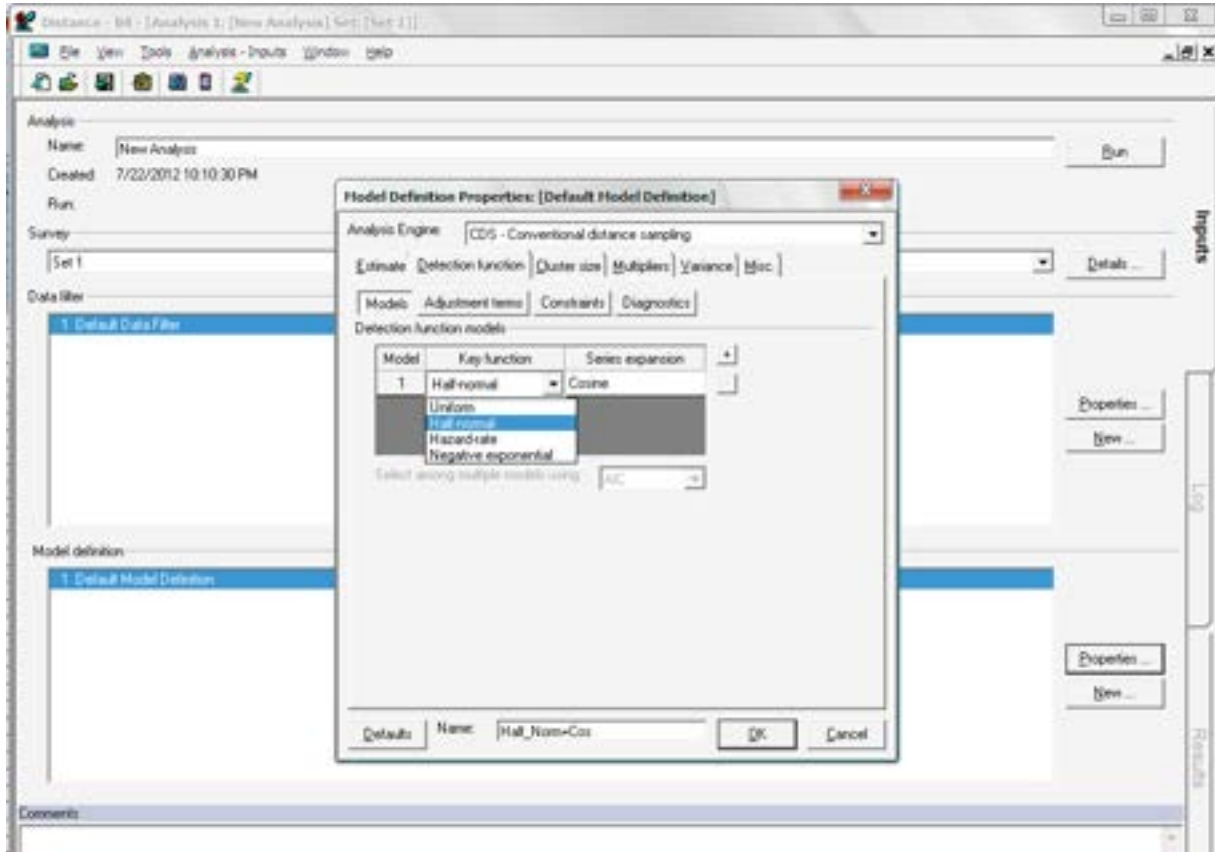 Distance - B4 - [Analysis 1: [New Analysis] Set: [Set 1]]
File View Tools Analysis - Inputs Window Help
Analysis
Name: New Analysis Run
Created 7/22/2012 10:10:30 PM
Run:
Survey
Set 1 Details ...
Data filter
1 Default Data Filter
Properties ...
New ...
Model definition
1 Default Model Definition
Properties ...
New ...
Comments
Inputs
Log
Results
Model Definition Properties: [Default Model Definition]
Analysis Engine: CDS - Conventional distance sampling
Estimate Detection function Cluster size Multipliers Variance Misc.
Models Adjustment terms Constraints Diagnostics
Detection function models
Model Key function Series expansion +
1 Half-normal Cosine -
Uniform
Half-normal
Hazard-rate
Negative exponential
Select among multiple models using AIC
Defaults Name: Half_Norm+Cos OK Cancel